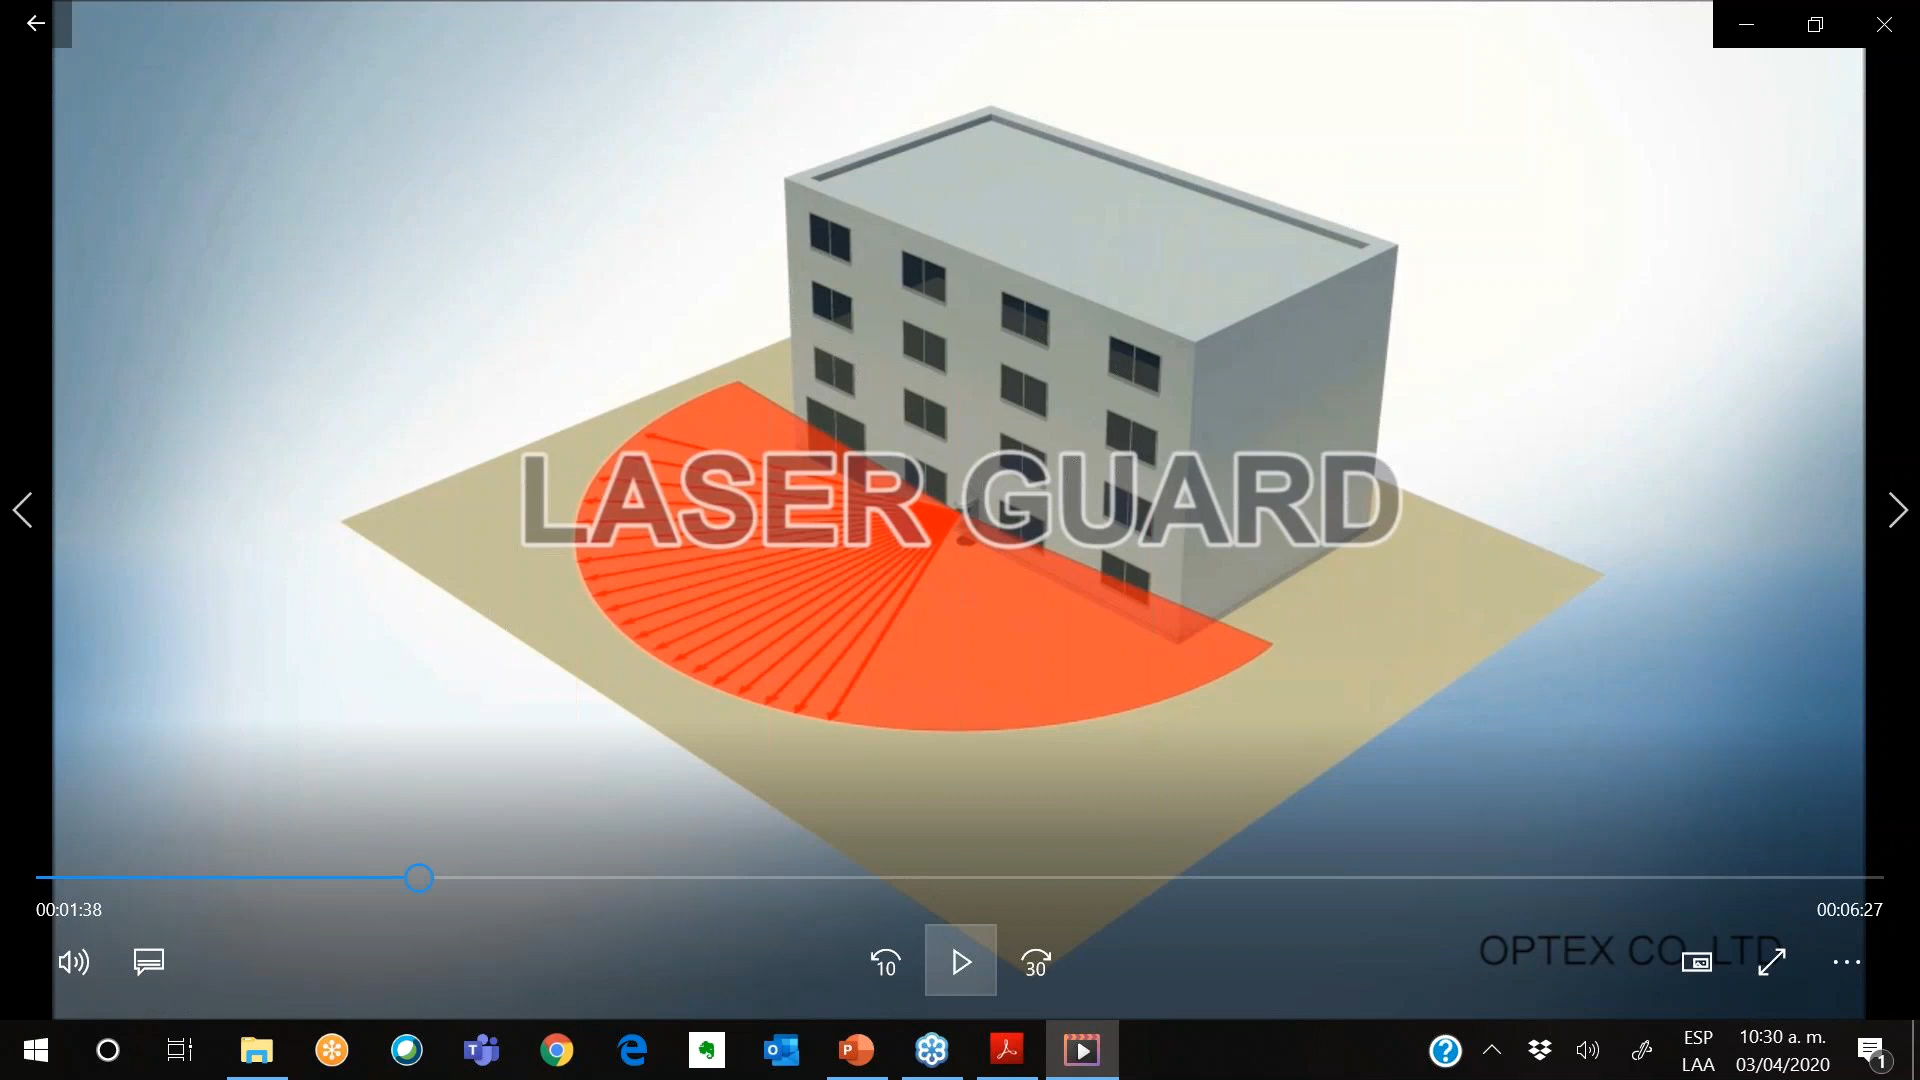 LASER GUARD
00:01:38
00:06:27
OPTEX CO.,LTD
10
30
ESP
LAA
10:30 a. m.
03/04/2020
1